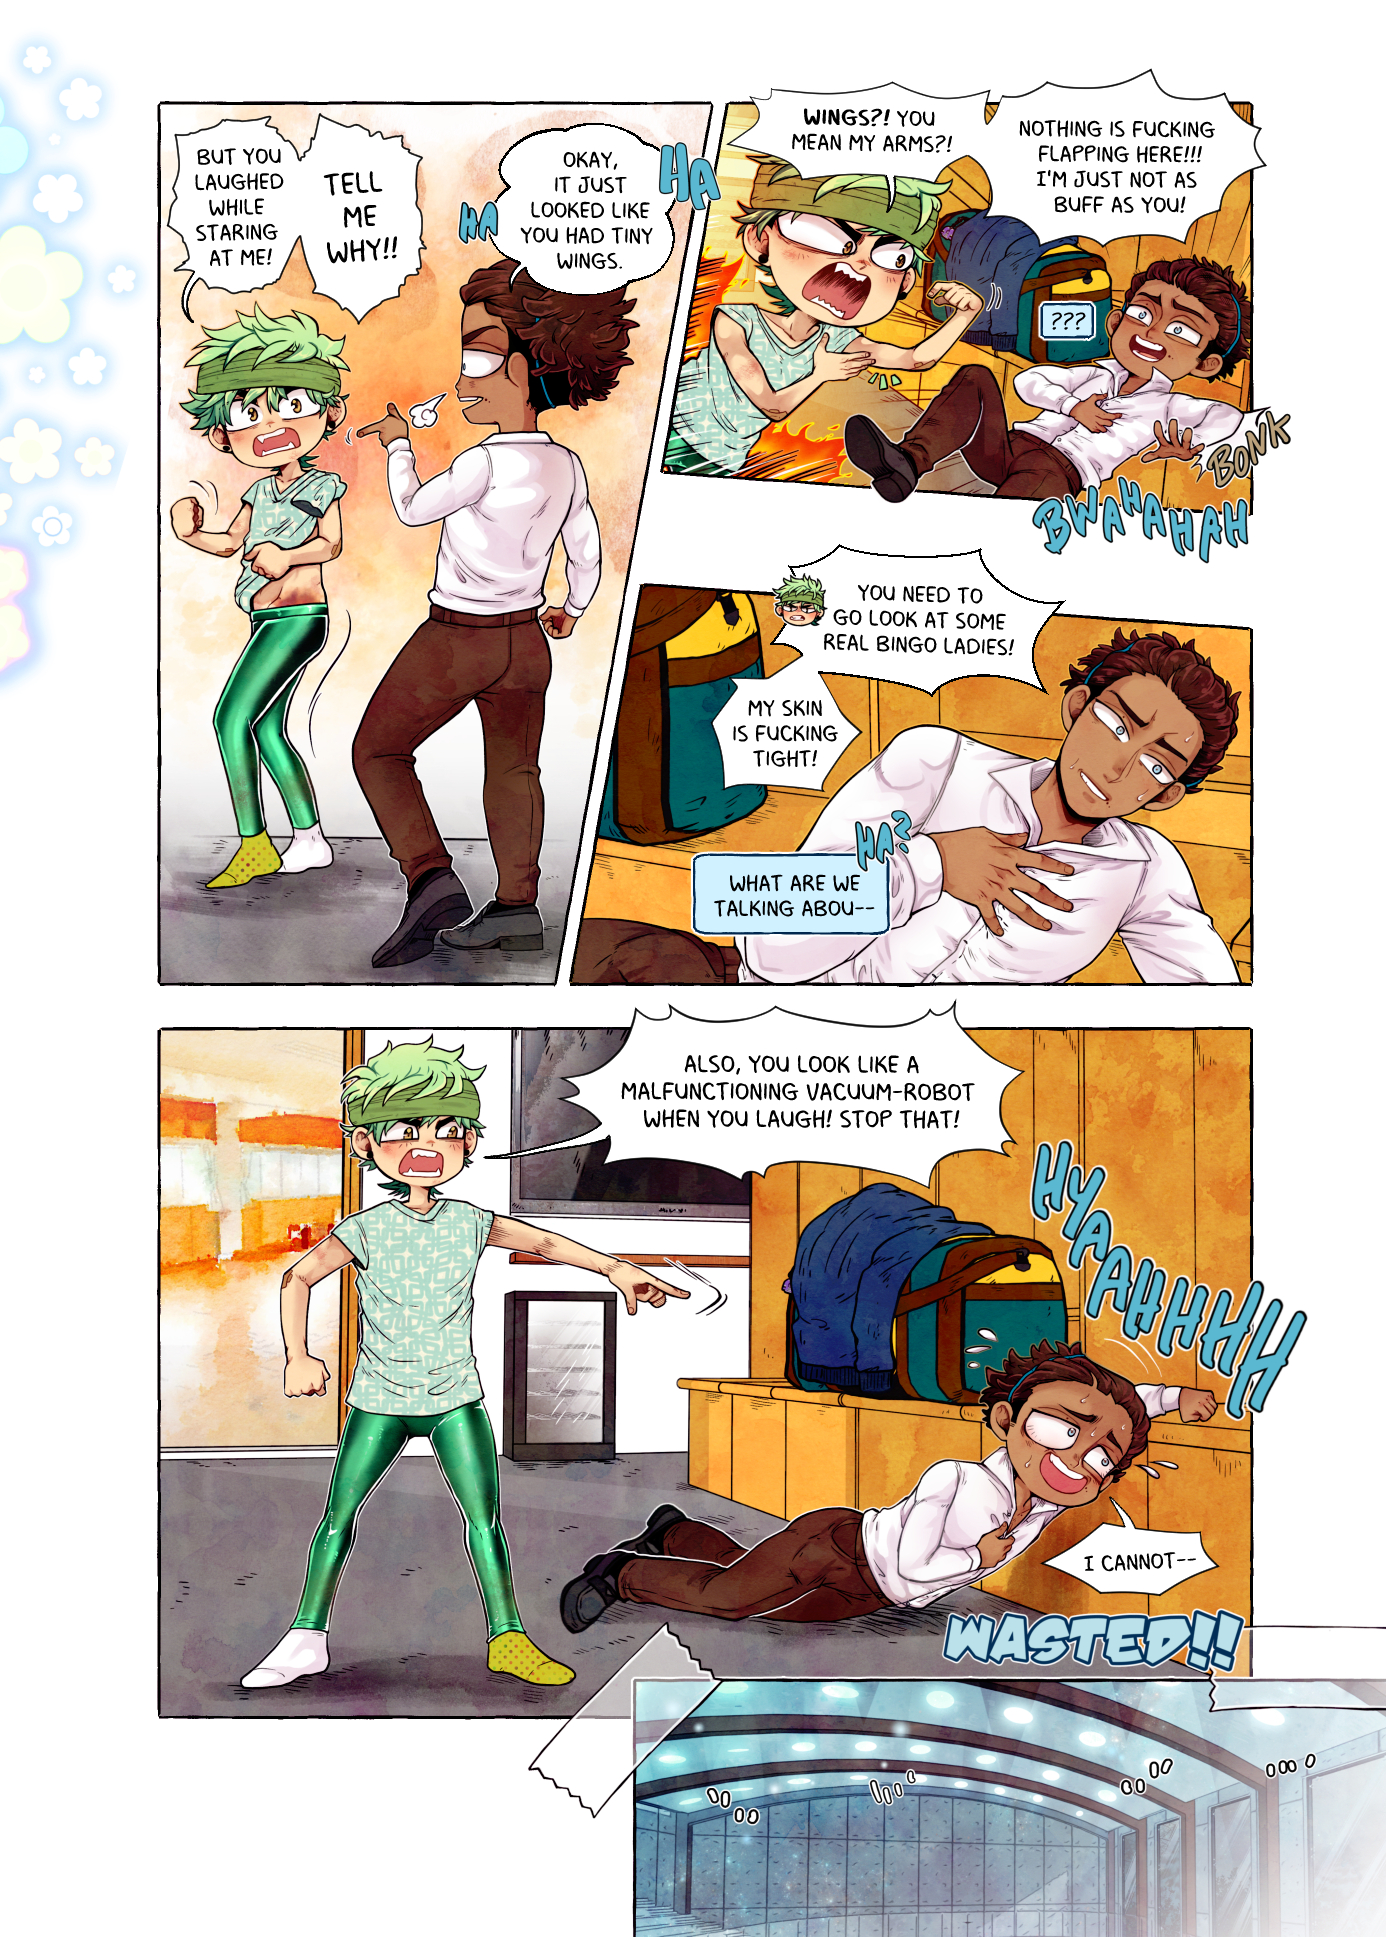 BUT YOU
LAUGHED
WHILE
STARING
AT ME!
TELL
ME
WHY!!
HA
OKAY,
IT JUST
LOOKED LIKE
YOU HAD TINY
WINGS.
HA
WINGS?! YOU
MEAN MY ARMS?!
NOTHING IS FUCKING
FLAPPING HERE!!!
I'M JUST NOT AS
BUFF AS YOU!
???
BONK
BWAHAHAH
YOU NEED TO
GO LOOK AT SOME
REAL BINGO LADIES!
MY SKIN
IS FUCKING
TIGHT!
HA?
WHAT ARE WE
TALKING ABOU--
ALSO, YOU LOOK LIKE A
MALFUNCTIONING VACUUM-ROBOT
WHEN YOU LAUGH! STOP THAT!
HYAAHHHHH
I CANNOT--
WASTED!!